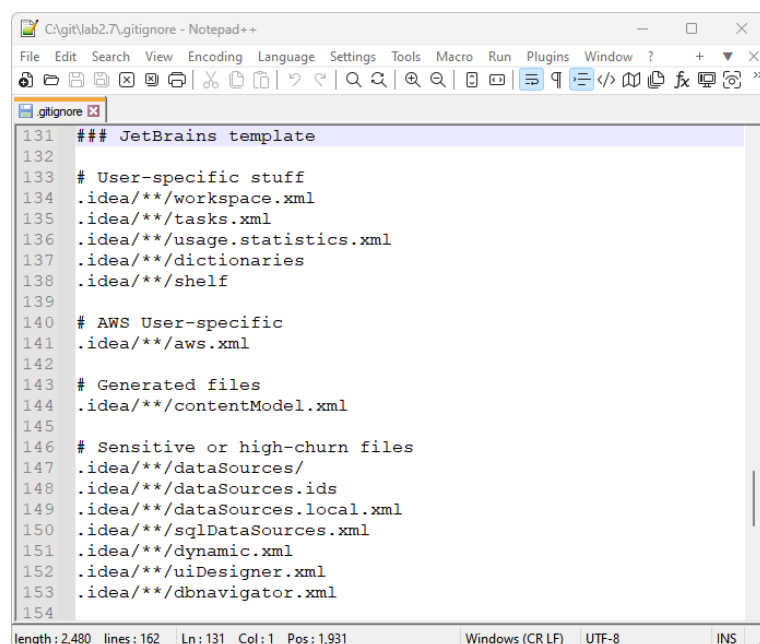 C:\git\lab2.7\.gitignore - Notepad++
File Edit Search View Encoding Language Settings Tools Macro Run Plugins Window ? + ▼ X
.gitignore
131 ### JetBrains template
132
133 # User-specific stuff
134 .idea/**/workspace.xml
135 .idea/**/tasks.xml
136 .idea/**/usage.statistics.xml
137 .idea/**/dictionaries
138 .idea/**/shelf
139
140 # AWS User-specific
141 .idea/**/aws.xml
142
143 # Generated files
144 .idea/**/contentModel.xml
145
146 # Sensitive or high-churn files
147 .idea/**/dataSources/
148 .idea/**/dataSources.ids
149 .idea/**/dataSources.local.xml
150 .idea/**/sqlDataSources.xml
151 .idea/**/dynamic.xml
152 .idea/**/uiDesigner.xml
153 .idea/**/dbnavigator.xml
154
length : 2,480 lines : 162 Ln : 131 Col : 1 Pos : 1,931 Windows (CR LF) UTF-8 INS